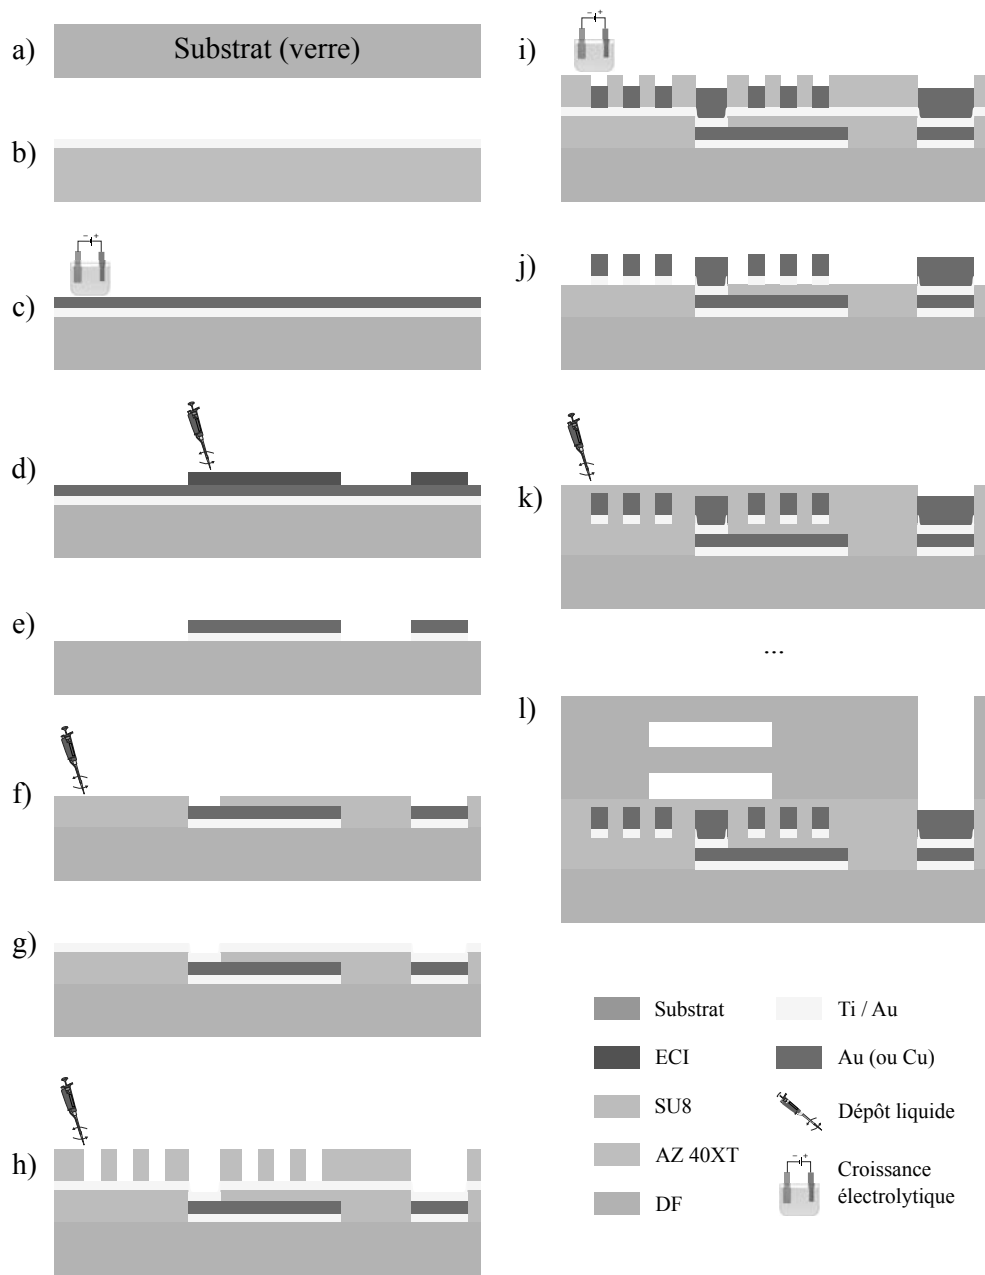 a)
Substrat (verre)
b)
c)
d)
e)
f)
g)
h)
i)
j)
k)
...
l)
Substrat
Ti / Au
ECI
Au (ou Cu)
SU8
Dépôt liquide
AZ 40XT
Croissance
électrolytique
DF